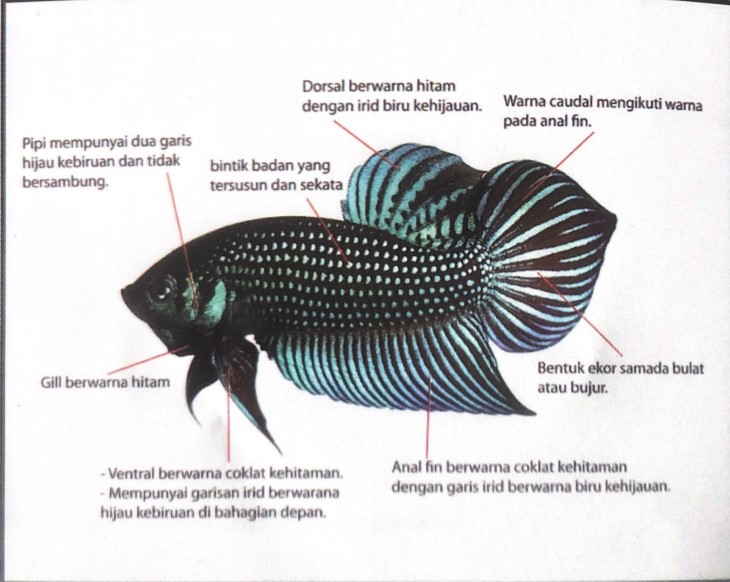 Dorsal berwarna hitam
dengan irid biru kehijauan.
Warna caudal mengikuti warna
pada anal fin.
Pipi mempunyai dua garis
hijau kebiruan dan tidak
bersambung.
bintik badan yang
tersusun dan sekata
Gill berwarna hitam
Bentuk ekor samada bulat
atau bujur.
- Ventral berwarna coklat kehitaman.
- Mempunyai garisan irid berwarana
hijau kebiruan di bahagian depan.
Anal fin berwarna coklat kehitaman
dengan garis irid berwarna biru kehijauan.